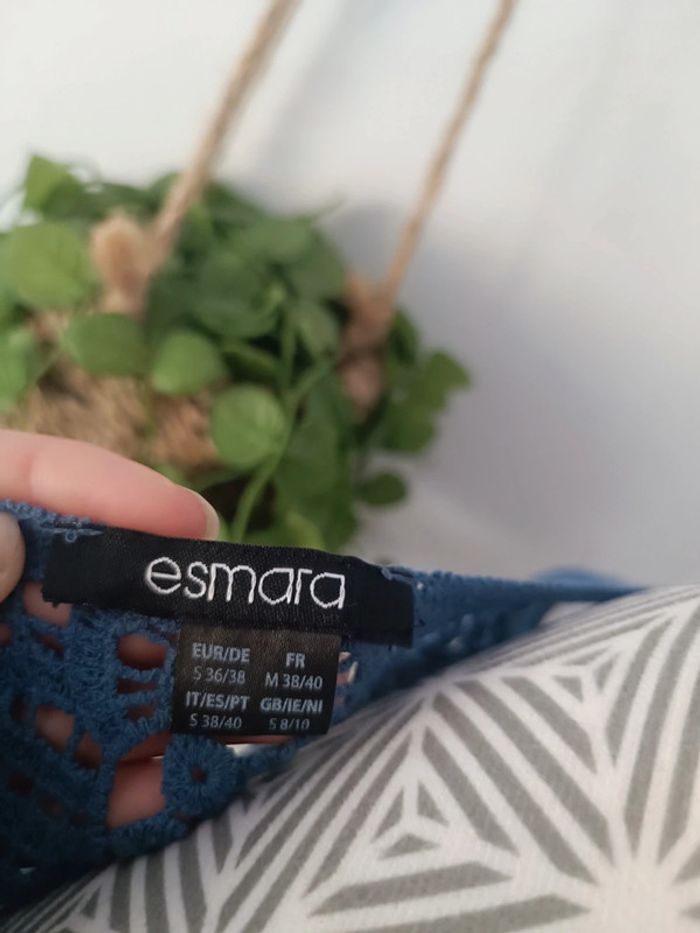 esmara
EUR/DE FR
S 36/38 M 38/40
IT/ES/PT GB/IE/NI
S 38/40 S 8/10